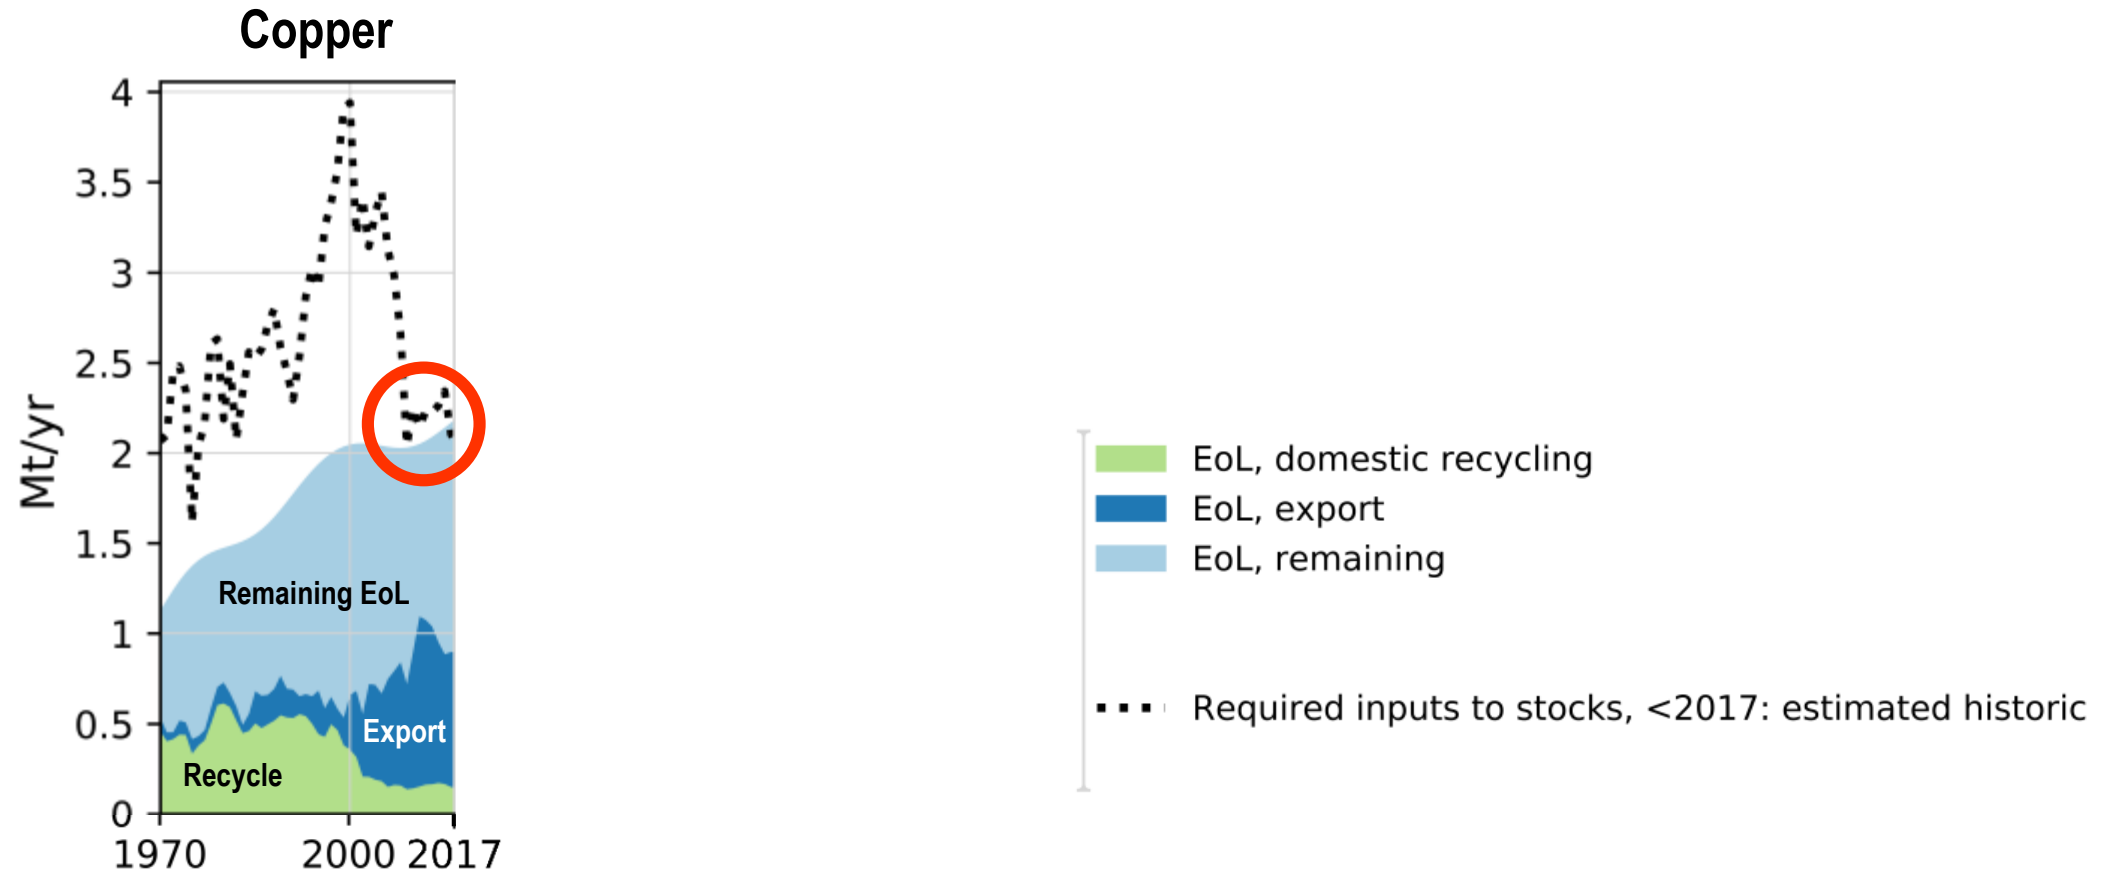 Copper
4
3.5
3
2.5
2
1.5
1
0.5
0
Mt/yr
1970 2000 2017
Remaining EoL
Export
Recycle
EoL, domestic recycling
EoL, export
EoL, remaining
Required inputs to stocks, <2017: estimated historic